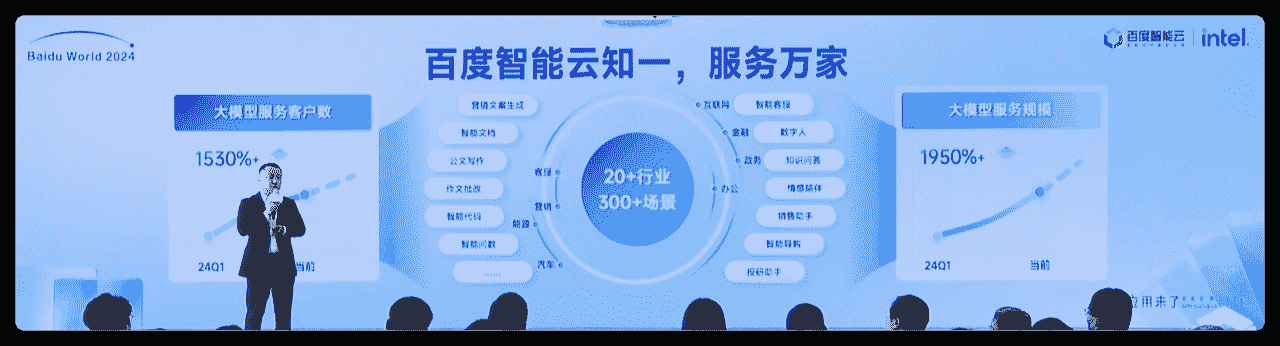 Baidu World 2024
百度智能云 | intel.
百度智能云知一，服务万家
大模型服务客户数
1530%+
24Q1
当前
营销文案生成
智能文档
公文写作
作文批改
智能代码
智能问数
......
客服
营销
能源
汽车
20+行业
300+场景
互联网
金融
政务
办公
智能客服
数字人
知识问答
情感陪伴
销售助手
智能导购
投研助手
大模型服务规模
1950%+
24Q1
当前
应用来了